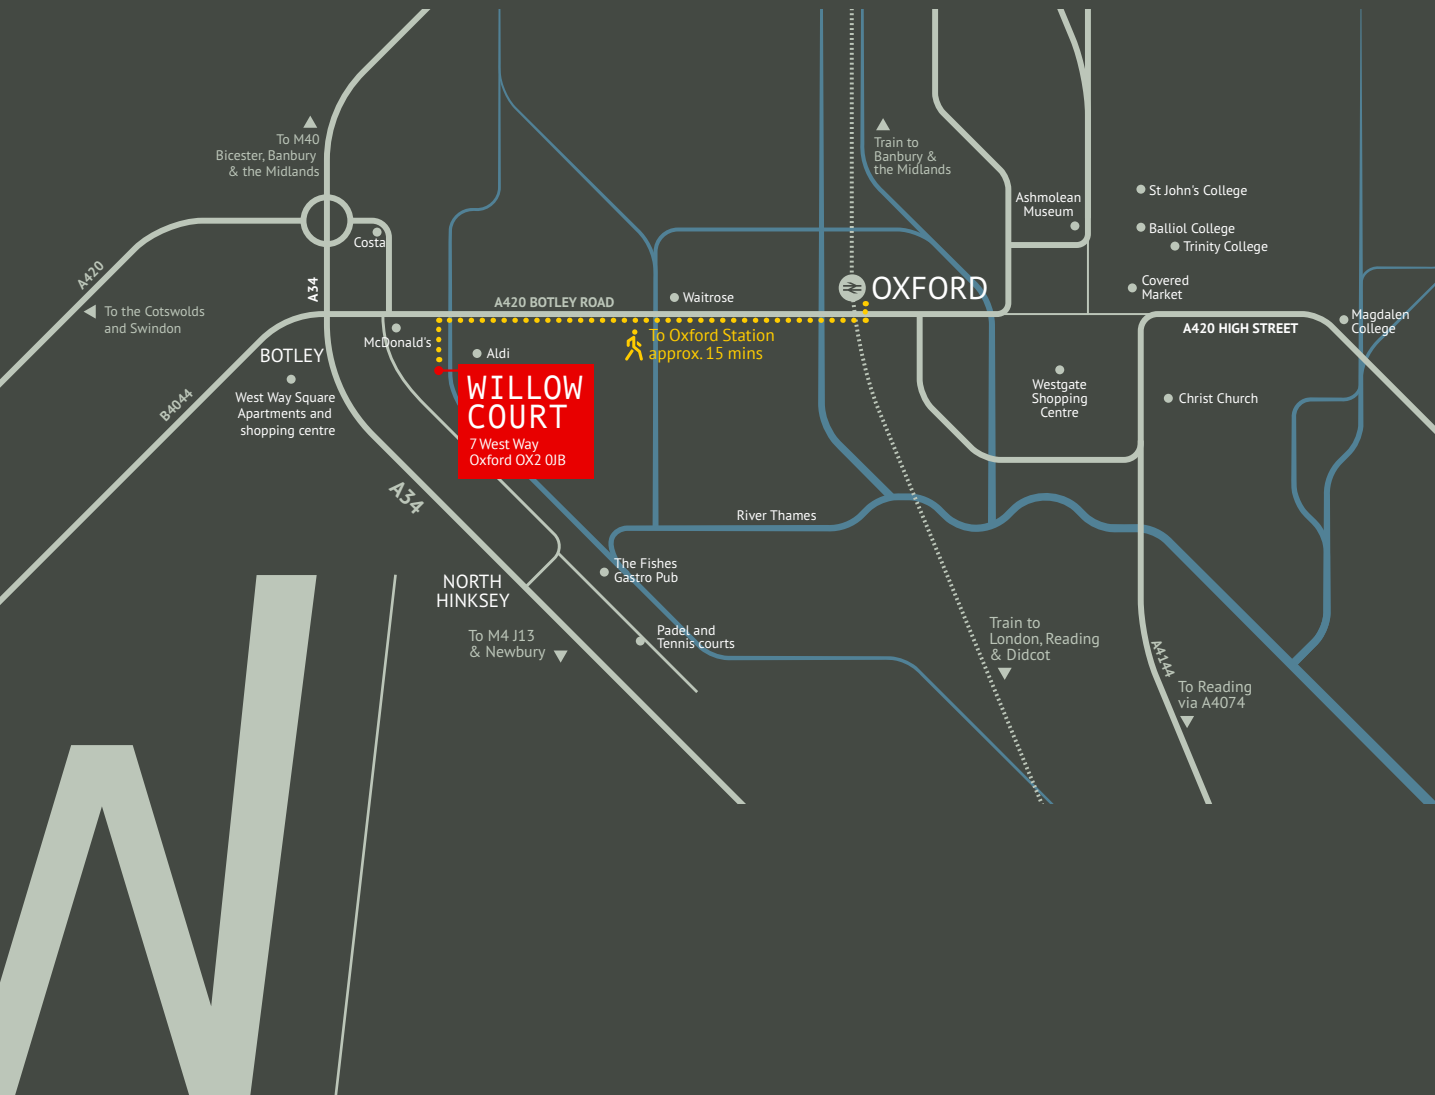 To M40
Bicester, Banbury
& the Midlands
Train to
Banbury &
the Midlands
Ashmolean
Museum
St John's College
Balliol College
Trinity College
Costa
A420
A34
To the Cotswolds
and Swindon
A420 BOTLEY ROAD
Waitrose
OXFORD
Covered
Market
Magdalen
College
A420 HIGH STREET
McDonald's
To Oxford Station
approx. 15 mins
BOTLEY
Aldi
West Way Square
Apartments and
shopping centre
B4044
WILLOW
COURT
7 West Way
Oxford OX2 0JB
Westgate
Shopping
Centre
Christ Church
A34
River Thames
The Fishes
Gastro Pub
NORTH
HINKSEY
To M4 J13
& Newbury
Padel and
Tennis courts
Train to
London, Reading
& Didcot
A4144
To Reading
via A4074